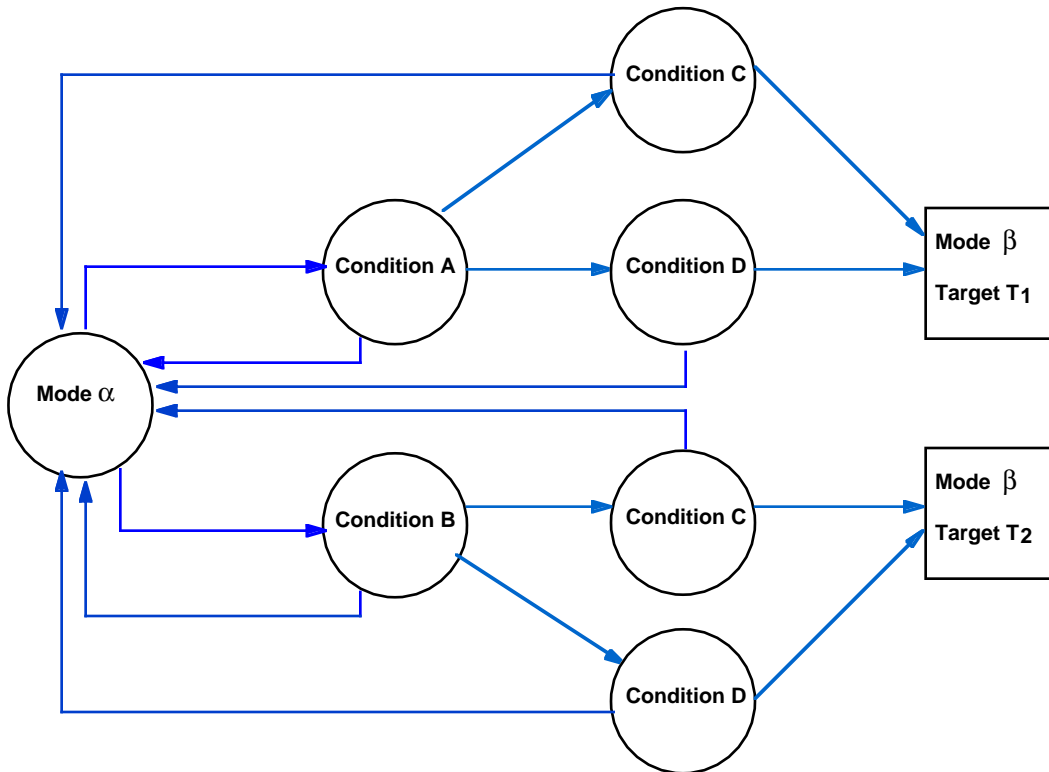 Condition C
Condition A
Condition D
Mode β
Target T1
Mode α
Condition B
Condition C
Mode β
Target T2
Condition D